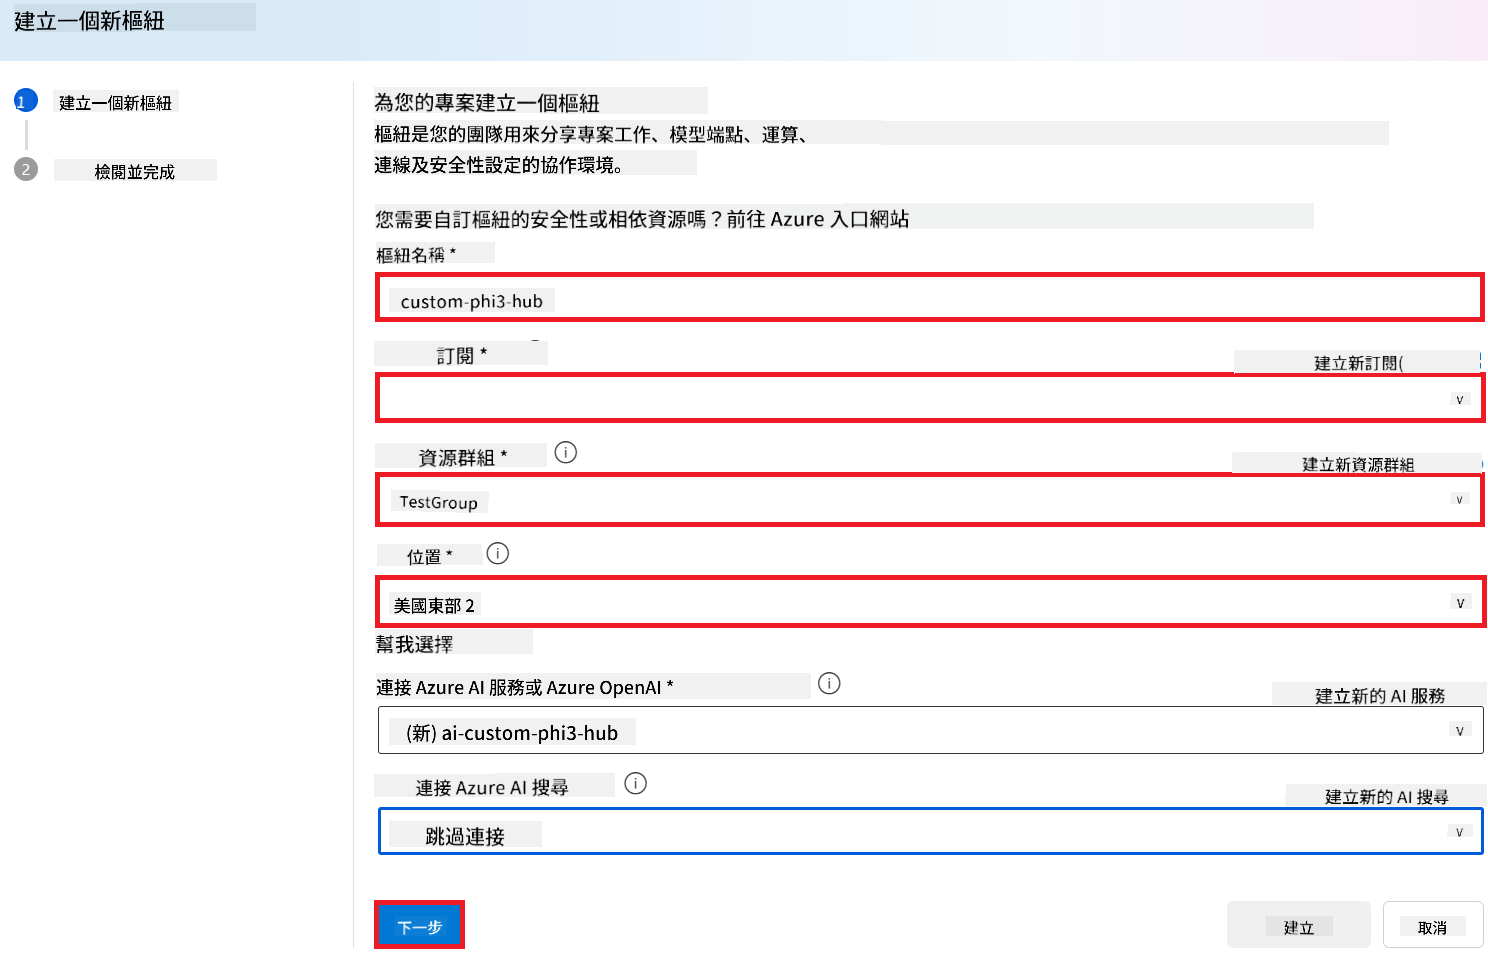 建立一個新樞紐
1 建立一個新樞紐
2 檢閱並完成
為您的專案建立一個樞紐
樞紐是您的團隊用來分享專案工作、模型端點、運算、
連線及安全性設定的協作環境。
您需要自訂樞紐的安全性或相依資源嗎？前往 Azure 入口網站
樞紐名稱 *
custom-phi3-hub
訂閱 *
建立新訂閱(
資源群組 *
建立新資源群組
TestGroup
位置 *
美國東部 2
幫我選擇
連接 Azure AI 服務或 Azure OpenAI *
建立新的 AI 服務
(新) ai-custom-phi3-hub
連接 Azure AI 搜尋
建立新的 AI 搜尋
跳過連接
下一步
建立
取消